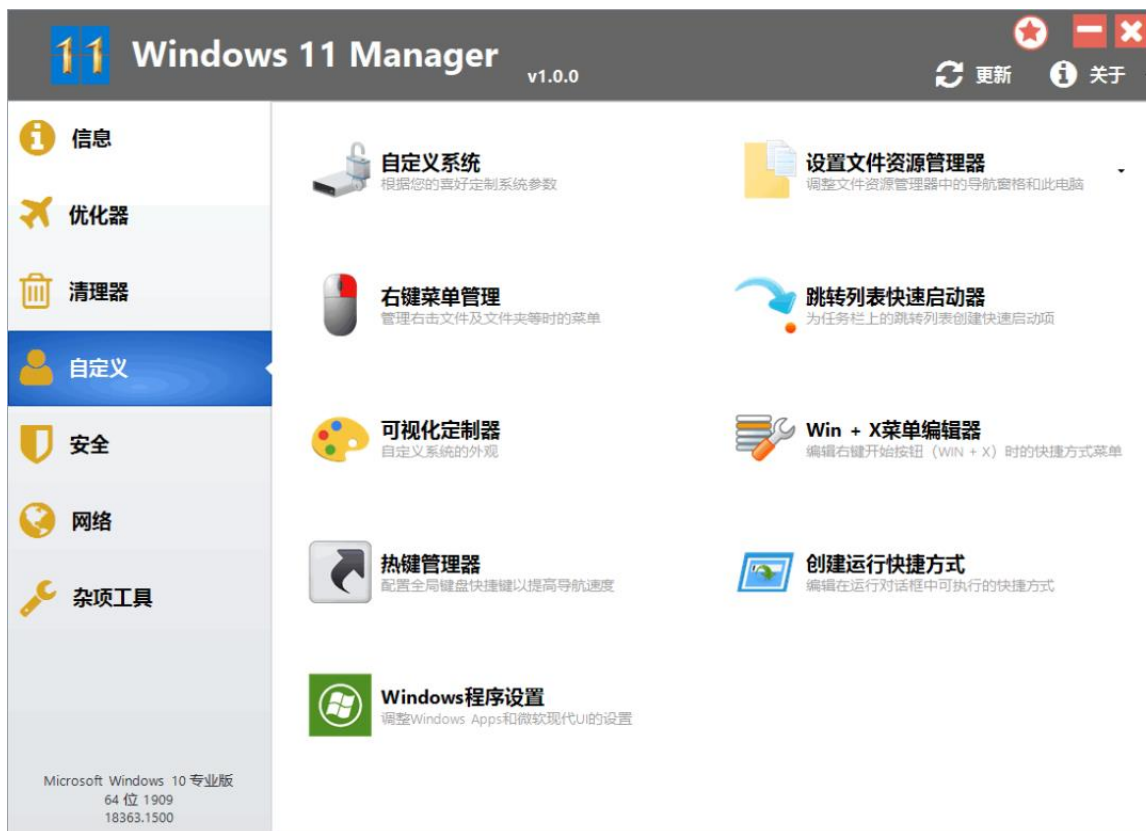 11 Windows 11 Manager v1.0.0
更新 关于
信息
优化器
清理器
自定义
安全
网络
杂项工具
Microsoft Windows 10 专业版
64 位 1909
18363.1500
自定义系统
根据您的喜好定制系统参数
设置文件资源管理器
调整文件资源管理器中的导航窗格和此电脑
右键菜单管理
管理右击文件及文件夹等时的菜单
跳转列表快速启动器
为任务栏上的跳转列表创建快速启动项
可视化定制器
自定义系统的外观
Win + X菜单编辑器
编辑右键开始按钮（WIN + X）时的快捷方式菜单
热键管理器
配置全局键盘快捷键以提高导航速度
创建运行快捷方式
编辑在运行对话框中可执行的快捷方式
Windows程序设置
调整Windows Apps和微软现代UI的设置